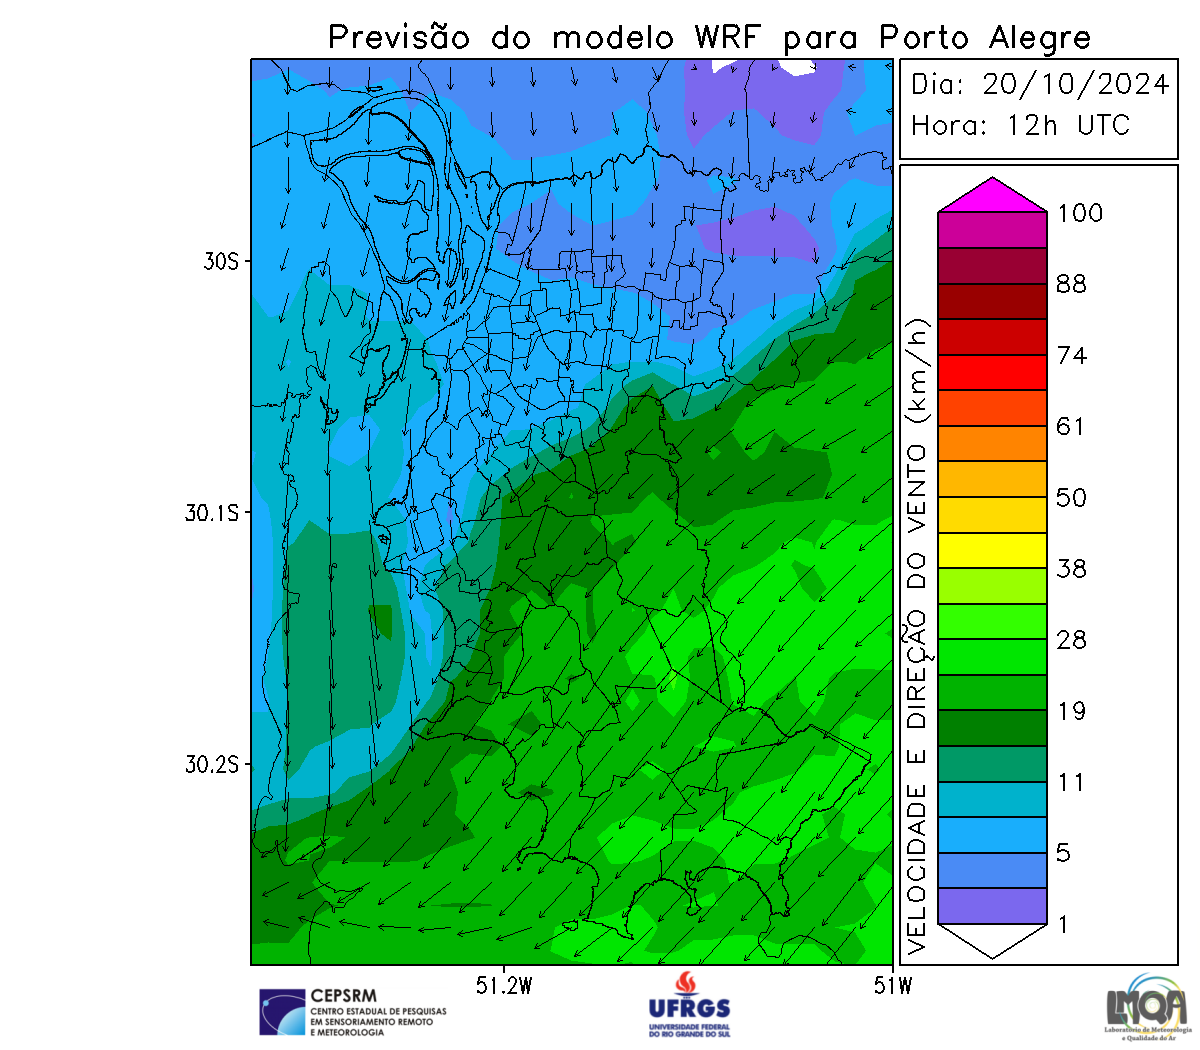 Previsão do modelo WRF para Porto Alegre
Dia: 20/10/2024
Hora: 12h UTC
30S
30.1S
30.2S
51.2W
51W
VELOCIDADE E DIREÇÃO DO VENTO (km/h)
100
88
74
61
50
38
28
19
11
5
1
CEPSRM
CENTRO ESTADUAL DE PESQUISAS
EM SENSORIAMENTO REMOTO
E METEOROLOGIA
UFRGS
UNIVERSIDADE FEDERAL
DO RIO GRANDE DO SUL
LMQA
Laboratório de Meteorologia
e Qualidade do Ar